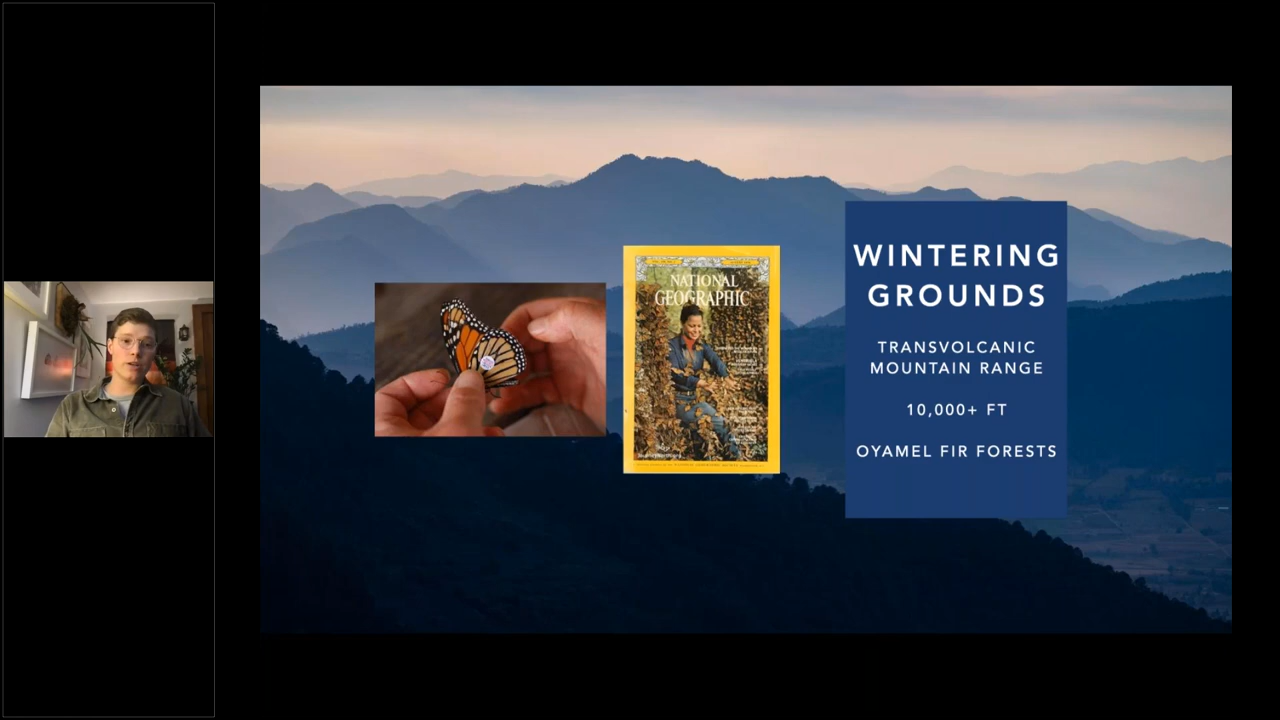 NATIONAL
GEOGRAPHIC
WINTERING
GROUNDS
TRANSVOLCANIC
MOUNTAIN RANGE
10,000+ FT
OYAMEL FIR FORESTS